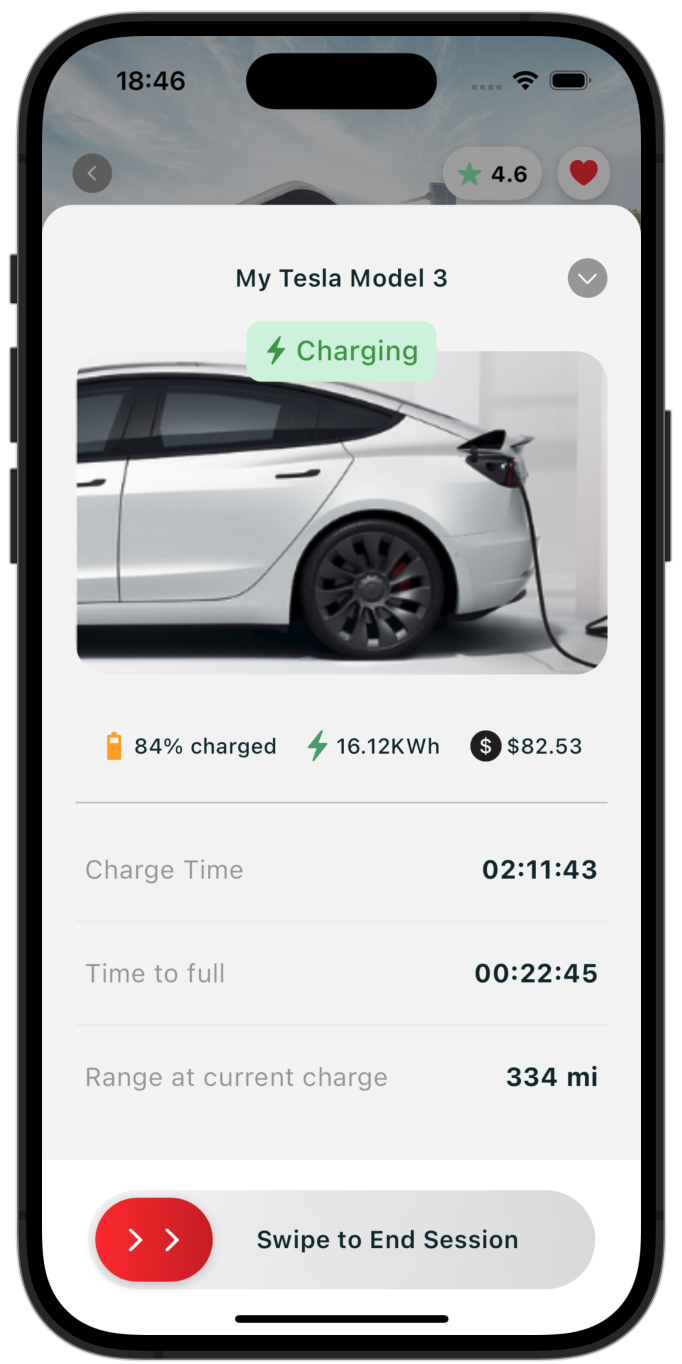 18:46
4.6
My Tesla Model 3
Charging
84% charged 16.12KWh $ $82.53
Charge Time 02:11:43
Time to full 00:22:45
Range at current charge 334 mi
Swipe to End Session